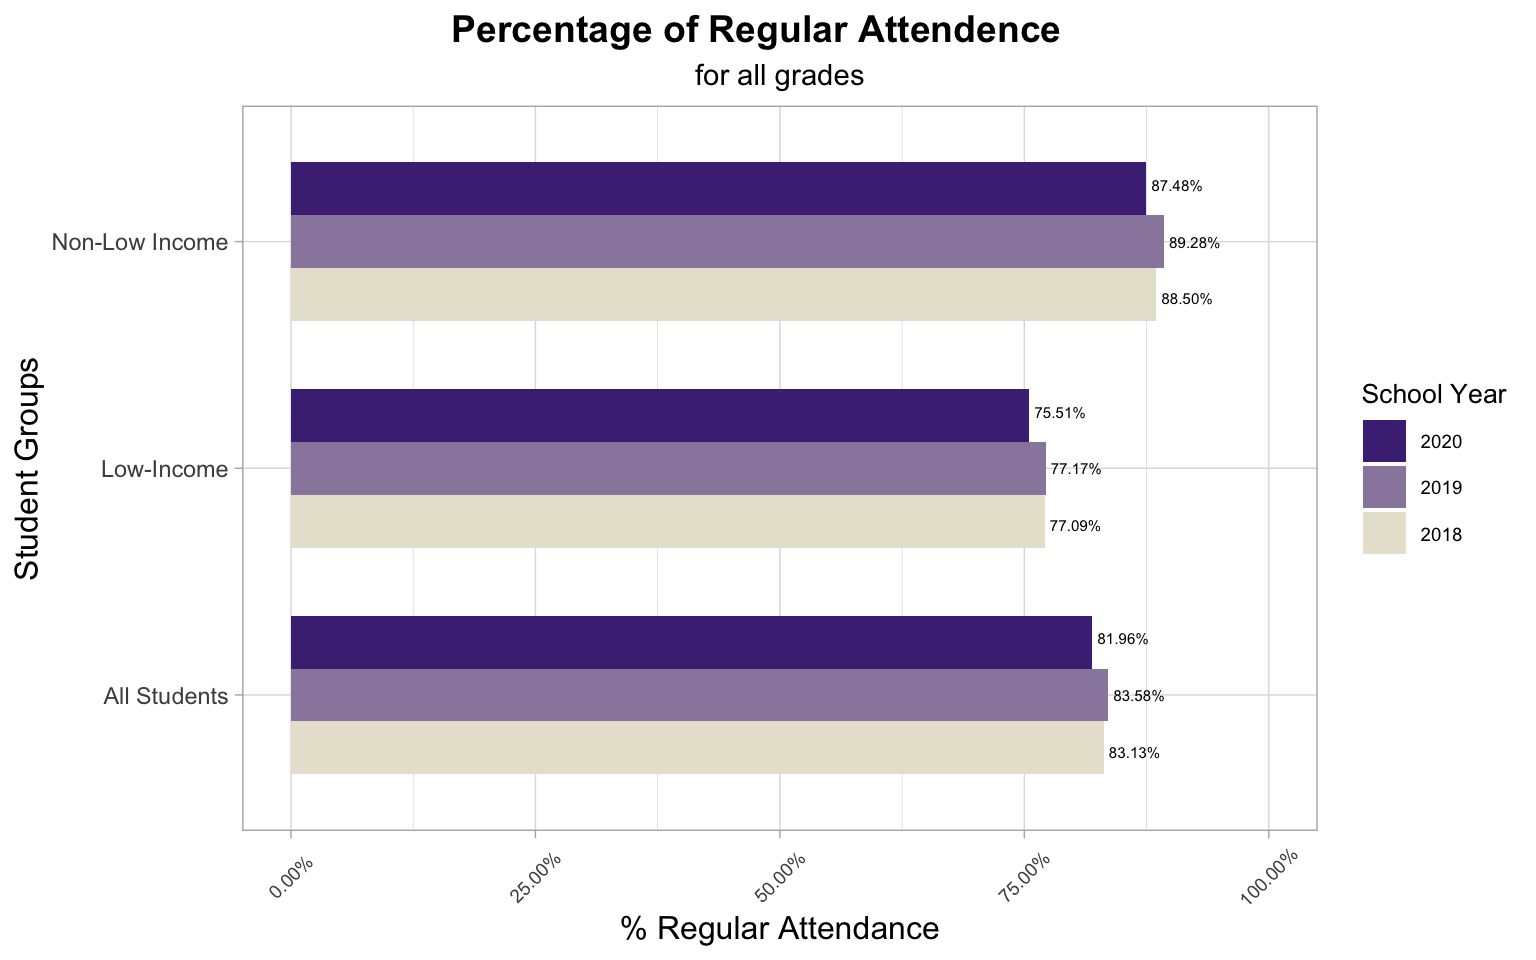 Percentage of Regular Attendence
for all grades
Student Groups
Non-Low Income
87.48%
89.28%
88.50%
Low-Income
75.51%
77.17%
77.09%
All Students
81.96%
83.58%
83.13%
0.00%
25.00%
50.00%
75.00%
100.00%
% Regular Attendance
School Year
2020
2019
2018